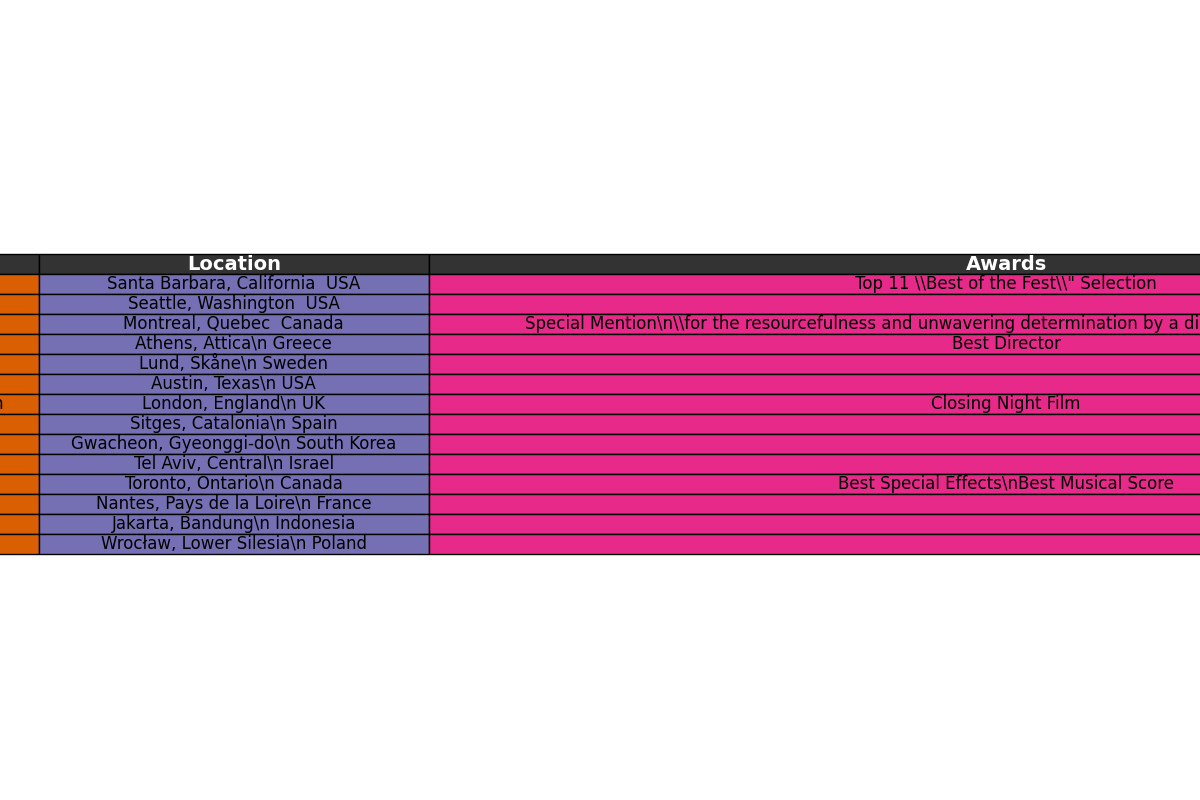 Location Awards
Santa Barbara, California  USA Top 11 \\Best of the Fest\\" Selection
Seattle, Washington  USA
Montreal, Quebec  Canada Special Mention\n\\for the resourcefulness and unwavering determination by a di
Athens, Attica\n Greece Best Director
Lund, Skåne\n Sweden
Austin, Texas\n USA
London, England\n UK Closing Night Film
Sitges, Catalonia\n Spain
Gwacheon, Gyeonggi-do\n South Korea
Tel Aviv, Central\n Israel
Toronto, Ontario\n Canada Best Special Effects\nBest Musical Score
Nantes, Pays de la Loire\n France
Jakarta, Bandung\n Indonesia
Wrocław, Lower Silesia\n Poland